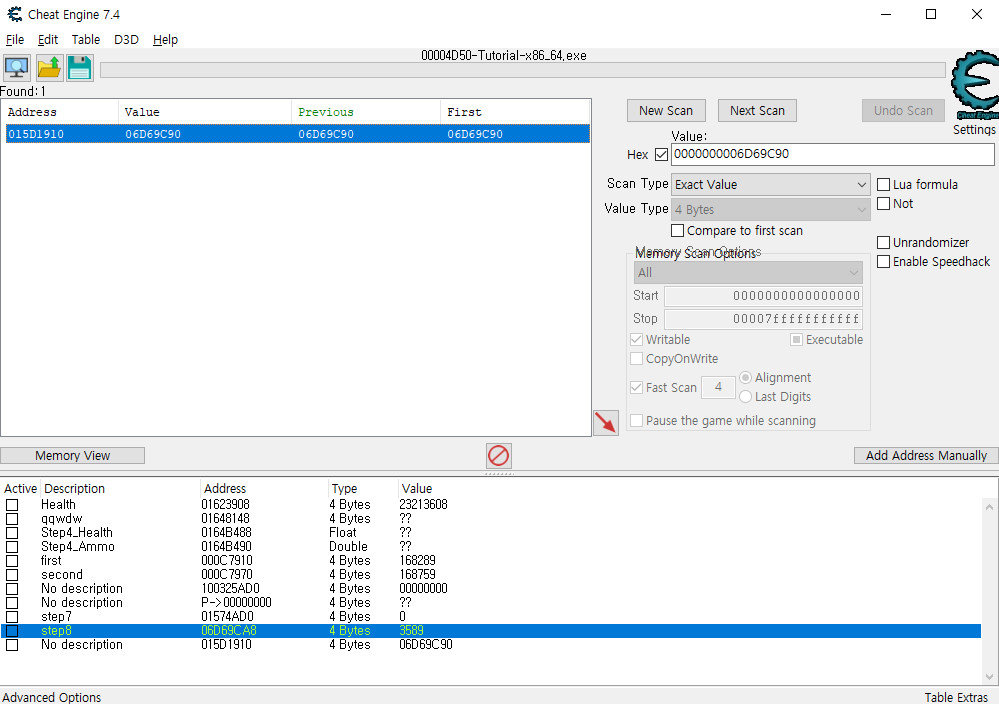 Cheat Engine 7.4
File Edit Table D3D Help
00004D50-Tutorial-x86_64.exe
Found: 1
Address Value Previous First
015D1910 06D69C90 06D69C90 06D69C90
New Scan Next Scan Undo Scan
Cheat Engine
Settings
Value:
Hex 0000000006D69C90
Scan Type Exact Value
Lua formula
Value Type 4 Bytes
Not
Compare to first scan
Memory Scan Options
Unrandomizer
All
Enable Speedhack
Start 0000000000000000
Stop 00007fffffffffff
Writable Executable
CopyOnWrite
Fast Scan 4 Alignment
Last Digits
Pause the game while scanning
Memory View Add Address Manually
Active Description Address Type Value
Health 01623908 4 Bytes 23213608
qqwdw 01648148 4 Bytes ??
Step4_Health 0164B488 Float ??
Step4_Ammo 0164B490 Double ??
first 000C7910 4 Bytes 168289
second 000C7970 4 Bytes 168759
No description 100325AD0 4 Bytes 00000000
No description P->00000000 4 Bytes ??
step7 01574AD0 4 Bytes 0
step8 06D69CA8 4 Bytes 3589
No description 015D1910 4 Bytes 06D69C90
Advanced Options Table Extras